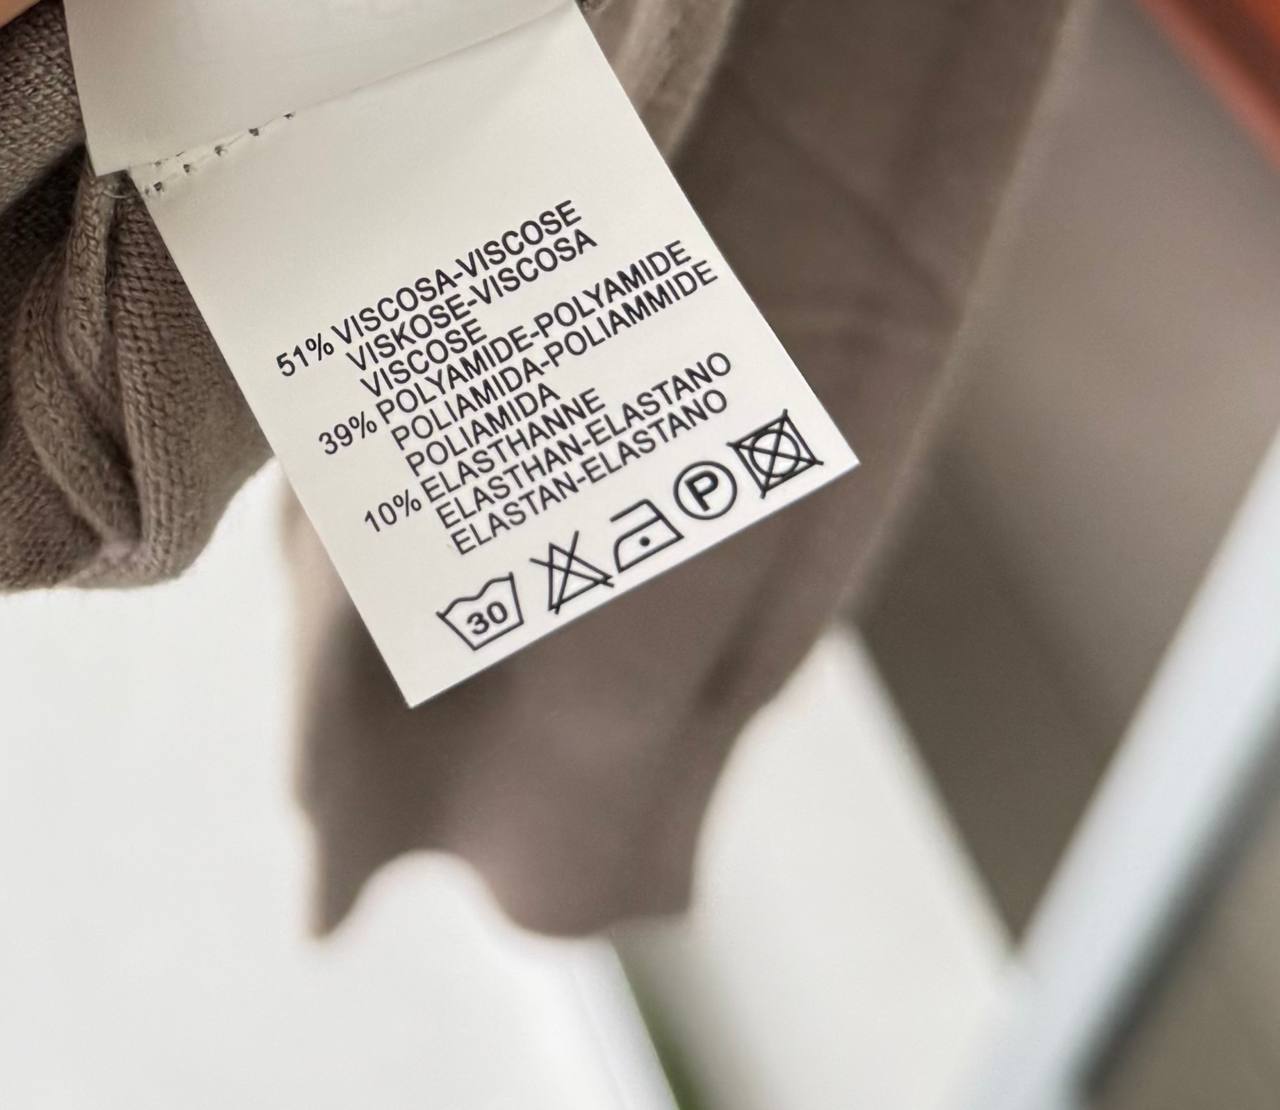 51% VISCOSA-VISCOSE
VISKOSE-VISCOSA
VISCOSE
39% POLYAMIDE-POLYAMIDE
POLIAMIDA-POLIAMMIDE
POLIAMIDA
10% ELASTHANNE
ELASTHAN-ELASTANO
ELASTAN-ELASTANO
30
P